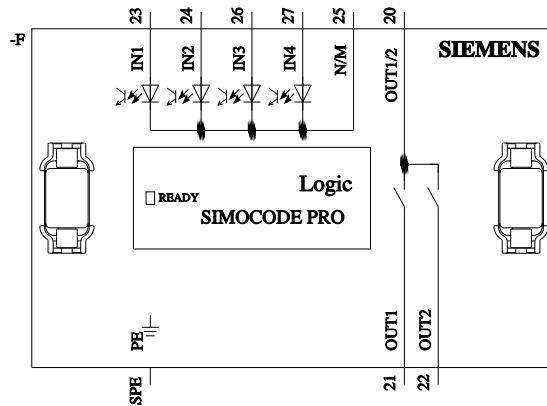 23 24 26 27 25 20
-F
IN1 IN2 IN3 IN4 N/M OUT1/2
SIEMENS
Logic
READY
SIMOCODE PRO
PE OUT1 OUT2
SPE 21 22